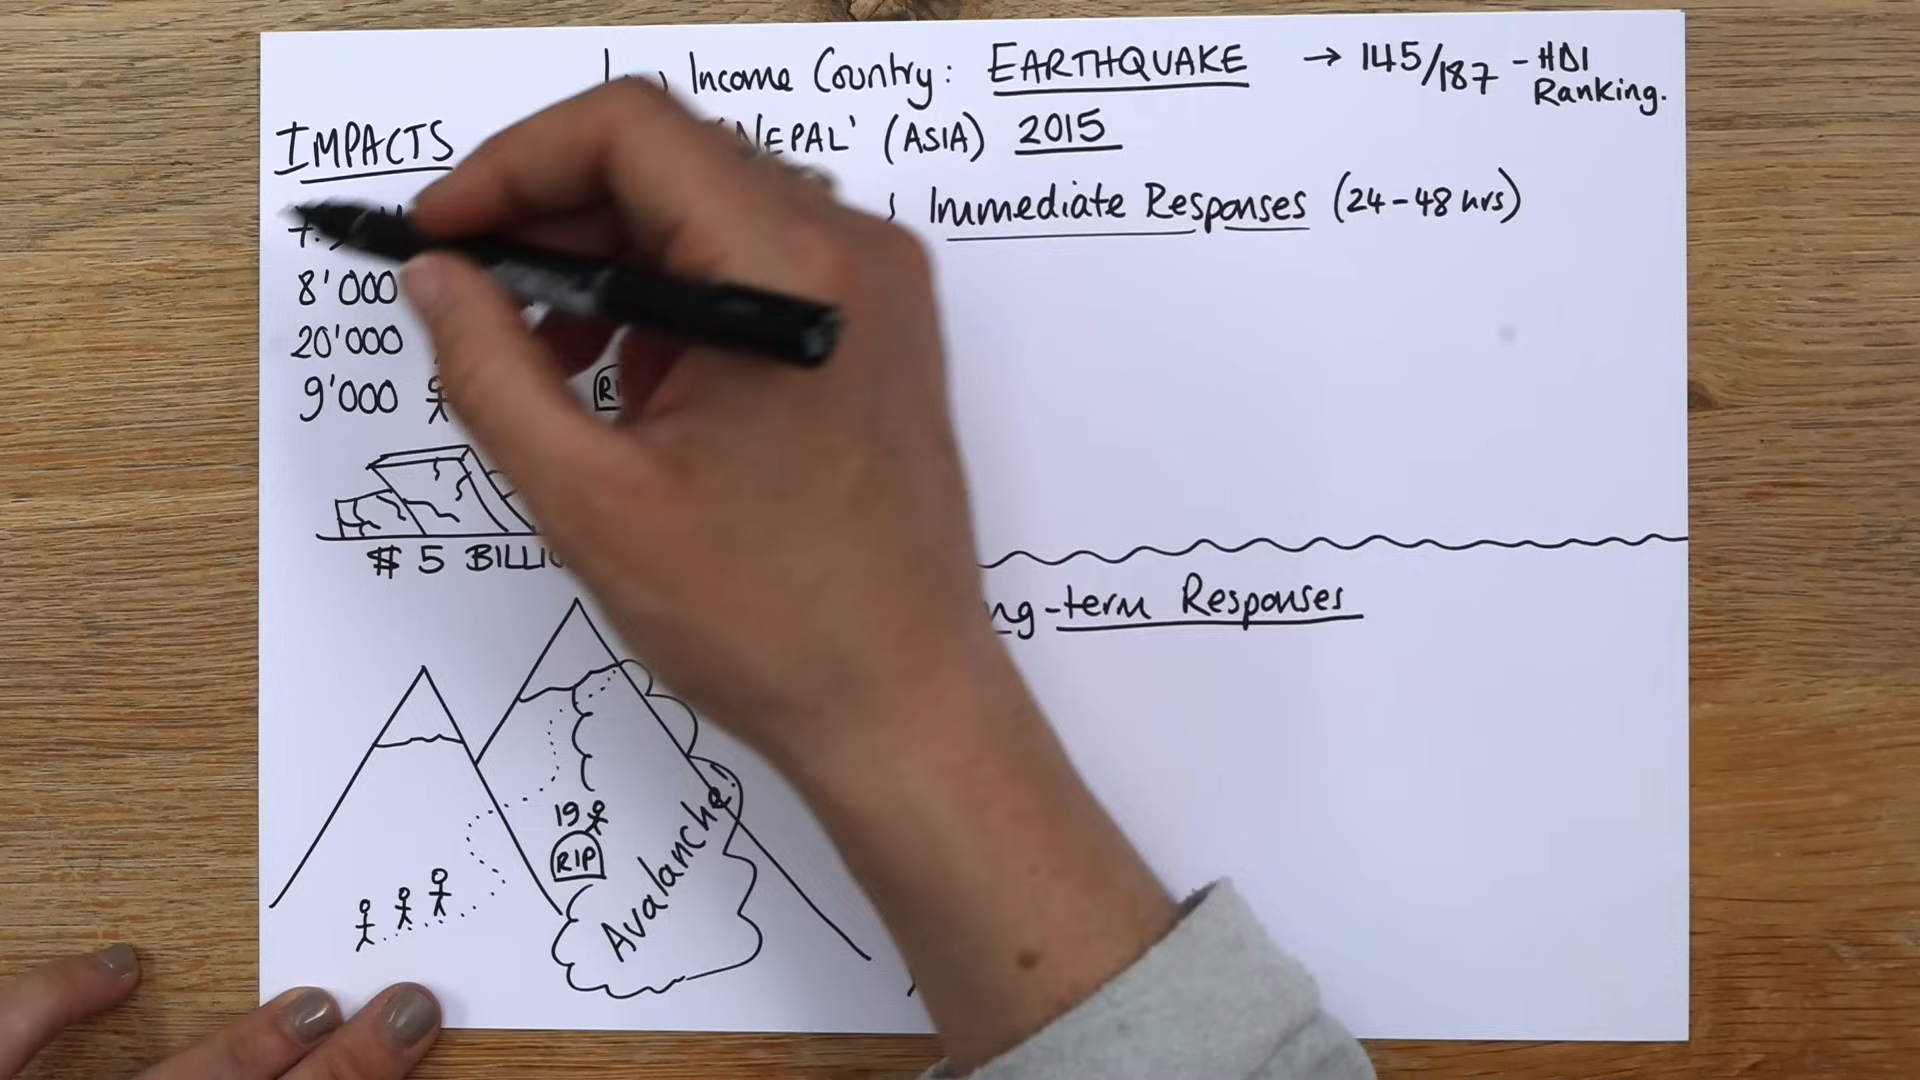 Income Country: EARTHQUAKE → 145/187 - HDI Ranking.
'NEPAL' (ASIA) 2015
IMPACTS
Immediate Responses (24-48 hrs)
8'000
20'000
9'000
$ 5 BILLIO
-term Responses
19
RIP
Avalanche!